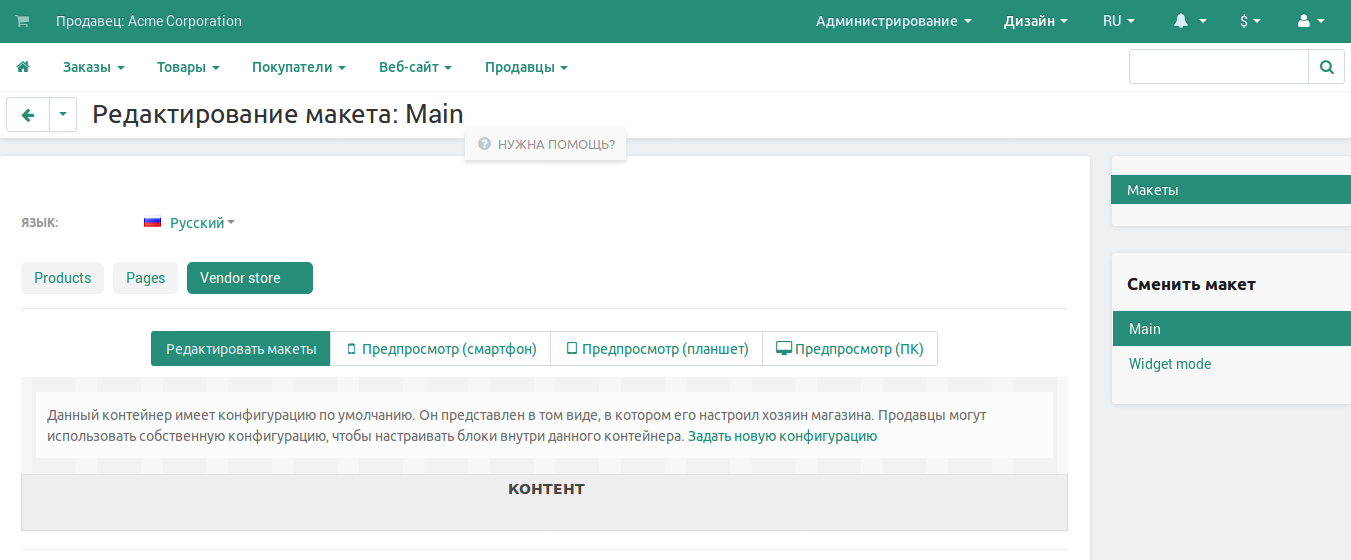 Продавец: Acme Corporation Администрирование Дизайн RU $
Заказы Товары Покупатели Веб-сайт Продавцы
Редактирование макета: Main
НУЖНА ПОМОЩЬ?
Макеты
ЯЗЫК: Русский
Products Pages Vendor store
Сменить макет
Main
Widget mode
Редактировать макеты Предпросмотр (смартфон) Предпросмотр (планшет) Предпросмотр (ПК)
Данный контейнер имеет конфигурацию по умолчанию. Он представлен в том виде, в котором его настроил хозяин магазина. Продавцы могут
использовать собственную конфигурацию, чтобы настраивать блоки внутри данного контейнера. Задать новую конфигурацию
КОНТЕНТ